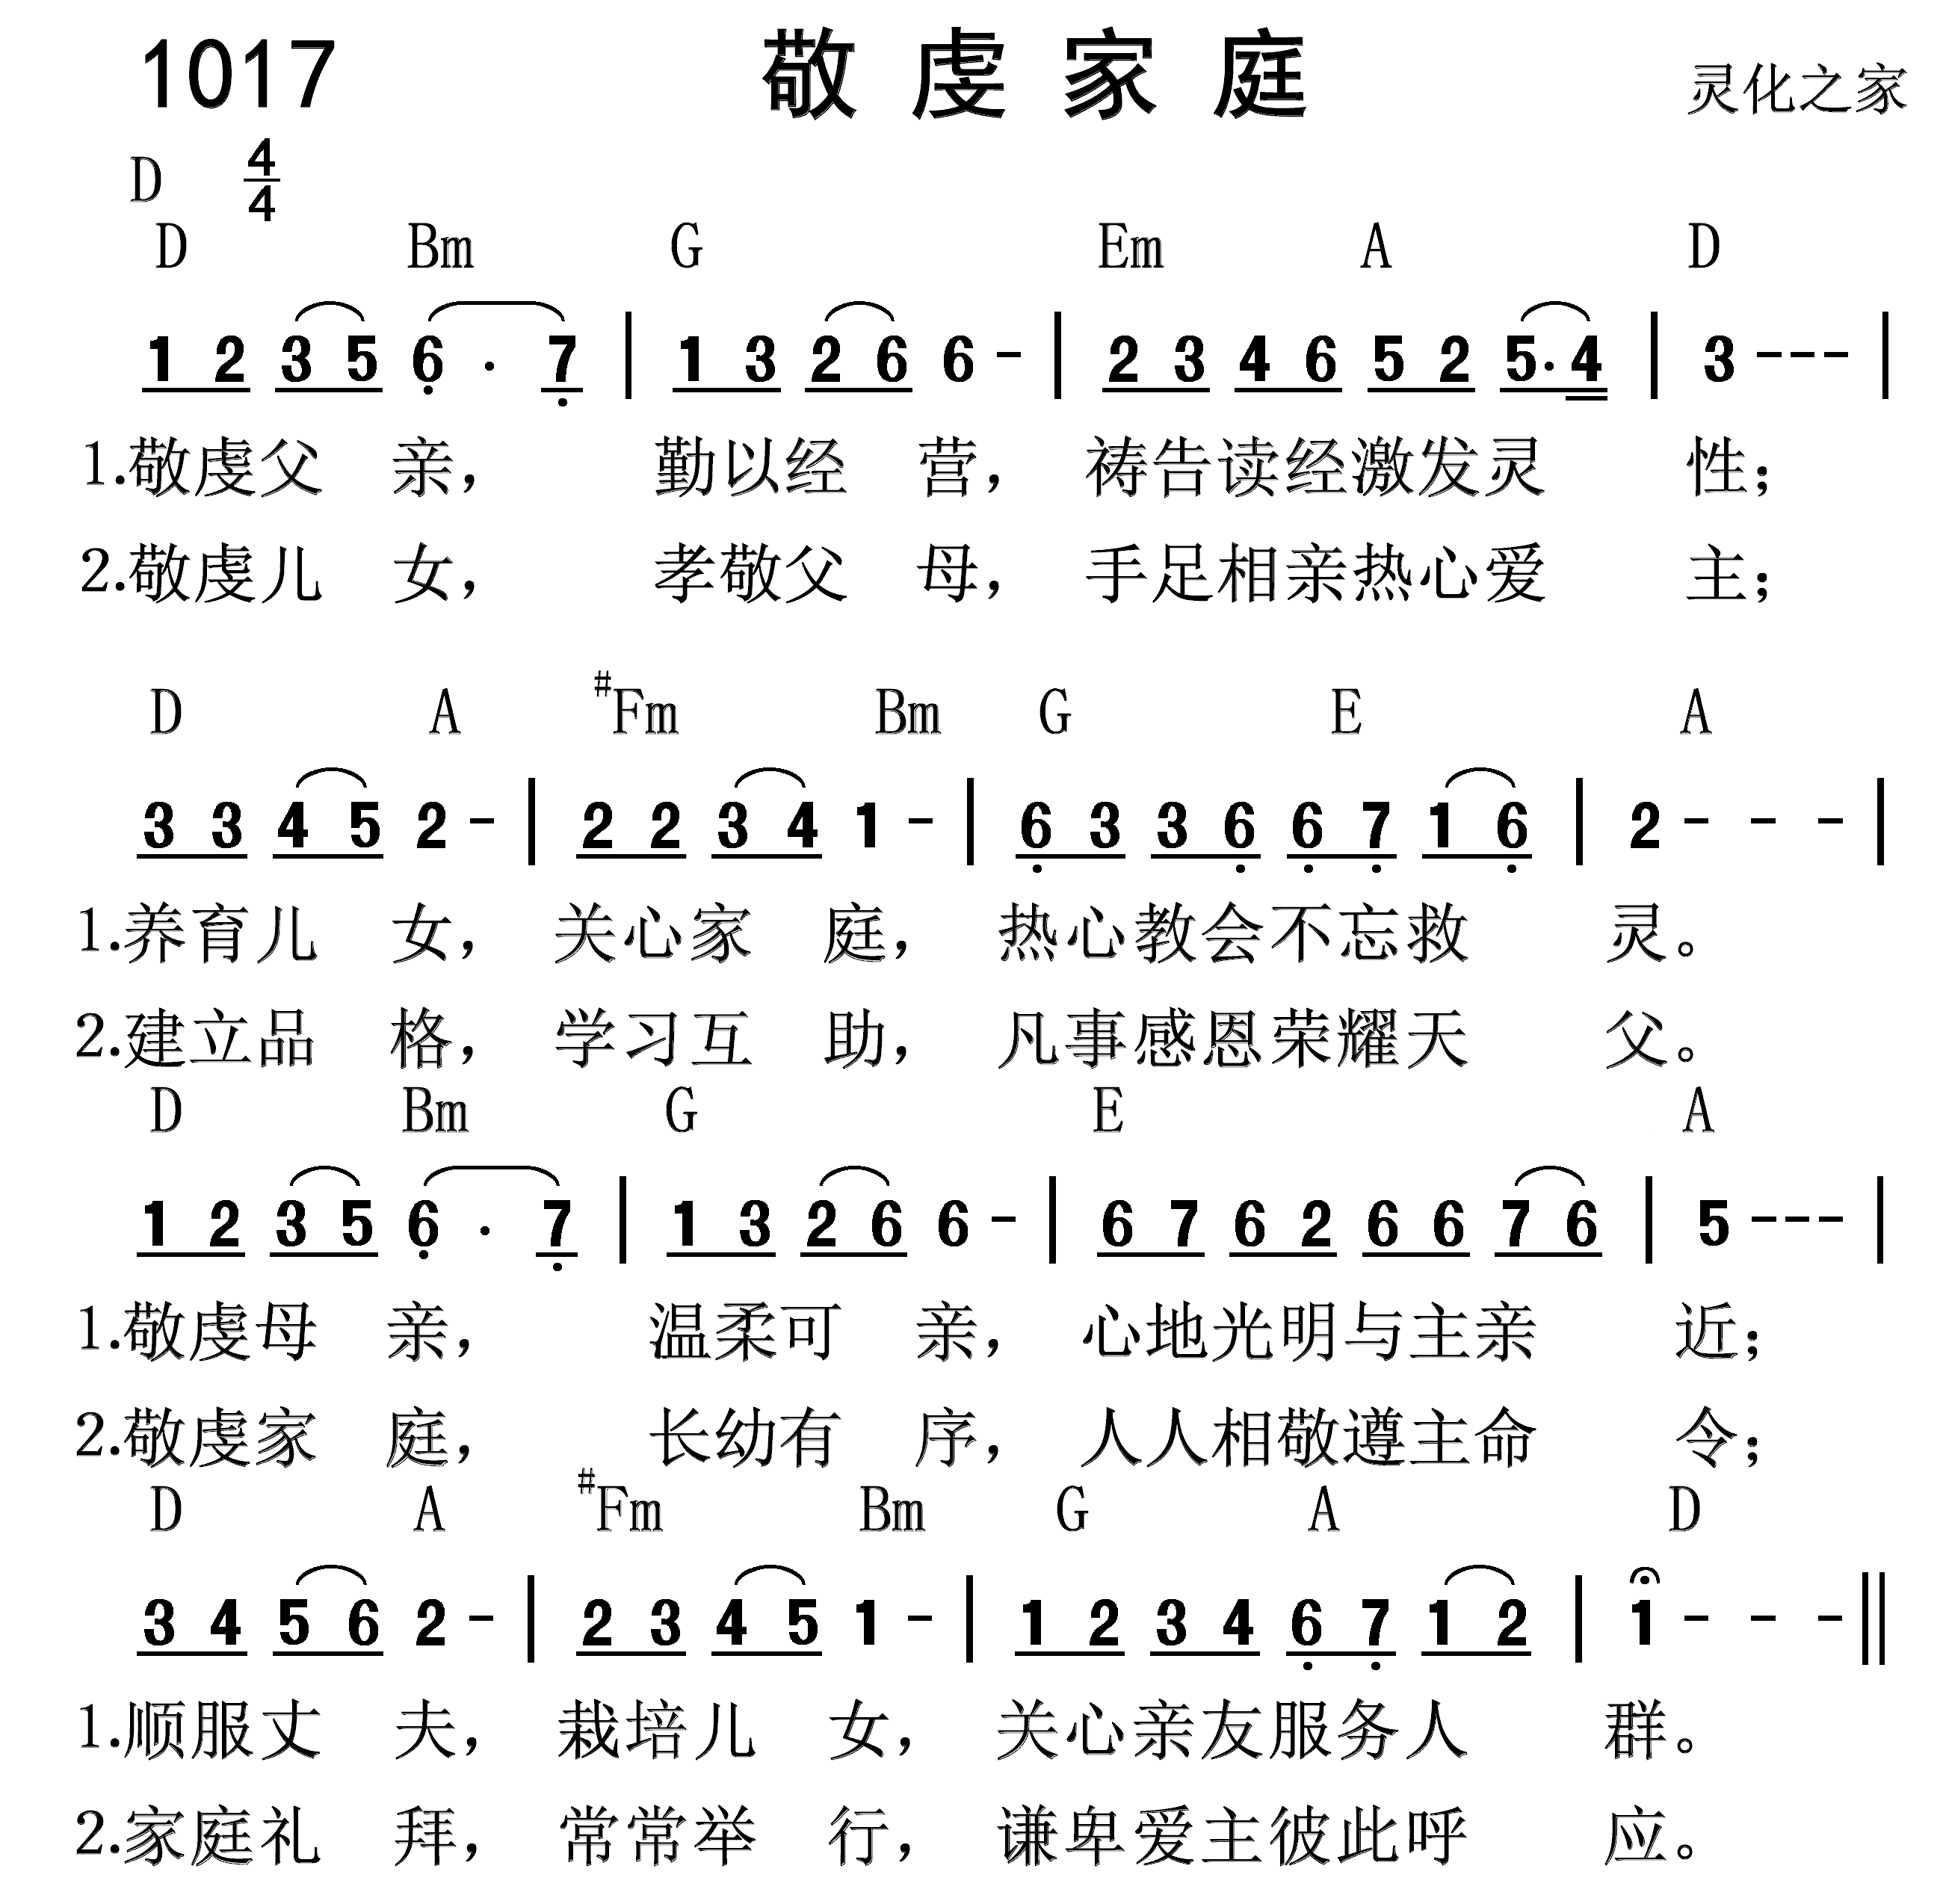 1017 敬虔家庭 灵化之家
D 4/4
D Bm G Em A D
1 2 3 5 6 . 7 | 1 3 2 6 6 - | 2 3 4 6 5 2 5. 4 | 3 - - - |
1.敬虔父 亲， 勤以经 营， 祷告读经激发灵 性；
2.敬虔儿 女， 孝敬父 母， 手足相亲热心爱 主；
D A #Fm Bm G E A
3 3 4 5 2 - | 2 2 3 4 1 - | 6 3 3 6 6 7 1 6 | 2 - - - |
1.养育儿 女， 关心家 庭， 热心教会不忘救 灵。
2.建立品 格， 学习互 助， 凡事感恩荣耀天 父。
D Bm G E A
1 2 3 5 6 . 7 | 1 3 2 6 6 - | 6 7 6 2 6 6 7 6 | 5 - - - |
1.敬虔母 亲， 温柔可 亲， 心地光明与主亲 近；
2.敬虔家 庭， 长幼有 序， 人人相敬遵主命 令；
D A #Fm Bm G A D
3 4 5 6 2 - | 2 3 4 5 1 - | 1 2 3 4 6 7 1 2 | 1 - - - ||
1.顺服丈 夫， 栽培儿 女， 关心亲友服务人 群。
2.家庭礼 拜， 常常举 行， 谦卑爱主彼此呼 应。